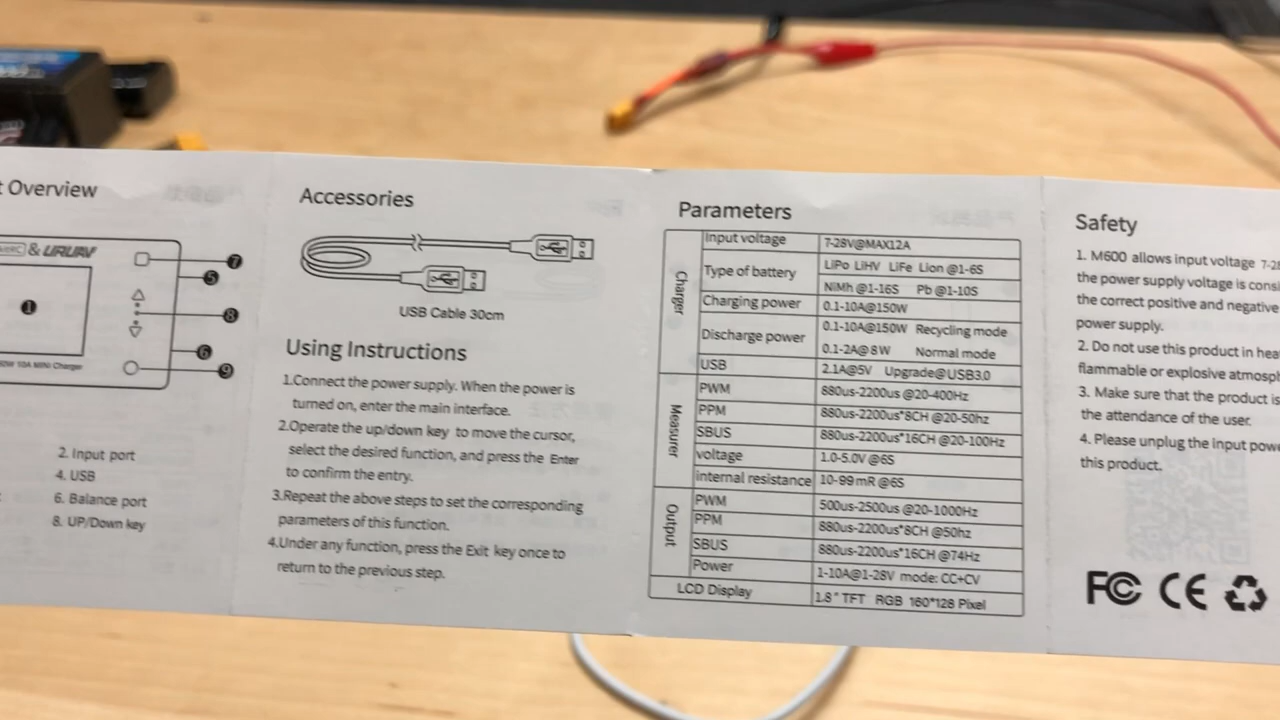 Overview
& URUAV
10A MINI Charger
1
7
5
8
6
9
2. Input port
4. USB
6. Balance port
8. UP/Down key
Accessories
USB Cable 30cm
Using Instructions
1.Connect the power supply. When the power is
turned on, enter the main interface.
2.Operate the up/down key to move the cursor,
select the desired function, and press the Enter
to confirm the entry.
3.Repeat the above steps to set the corresponding
parameters of this function.
4.Under any function, press the Exit key once to
return to the previous step.
Parameters
Charger
Input voltage 7-28V@MAX12A
Type of battery LiPo LiHV LiFe Lion @1-6S
NiMh @1-16S Pb @1-10S
Charging power 0.1-10A@150W
Discharge power 0.1-10A@150W Recycling mode
0.1-2A@8W Normal mode
USB 2.1A@5V Upgrade@USB3.0
Measurer
PWM 880us-2200us @20-400Hz
PPM 880us-2200us*8CH @20-50hz
SBUS 880us-2200us*16CH @20-100Hz
voltage 1.0-5.0V @6S
internal resistance 10-99mR @6S
Output
PWM 500us-2500us @20-1000Hz
PPM 880us-2200us*8CH @50hz
SBUS 880us-2200us*16CH @74Hz
Power 1-10A@1-28V mode: CC+CV
LCD Display 1.8" TFT RGB 160*128 Pixel
Safety
1. M600 allows input voltage
the power supply voltage is
the correct positive and negative
power supply.
2. Do not use this product in
flammable or explosive
3. Make sure that the product is
the attendance of the user.
4. Please unplug the input
this product.
FC CE